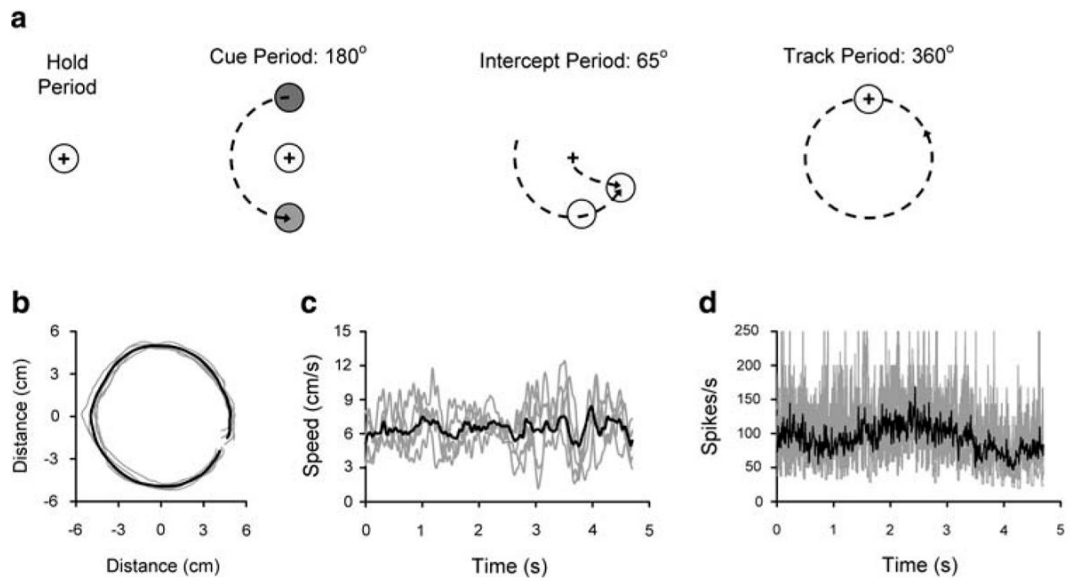 a
Hold
Period
Cue Period: 180°
Intercept Period: 65°
Track Period: 360°
b
6
3
0
-3
-6
-6 -3 0 3 6
Distance (cm)
Distance (cm)
c
15
12
9
6
3
0
0 1 2 3 4 5
Speed (cm/s)
Time (s)
d
250
200
150
100
50
0
0 1 2 3 4 5
Spikes/s
Time (s)